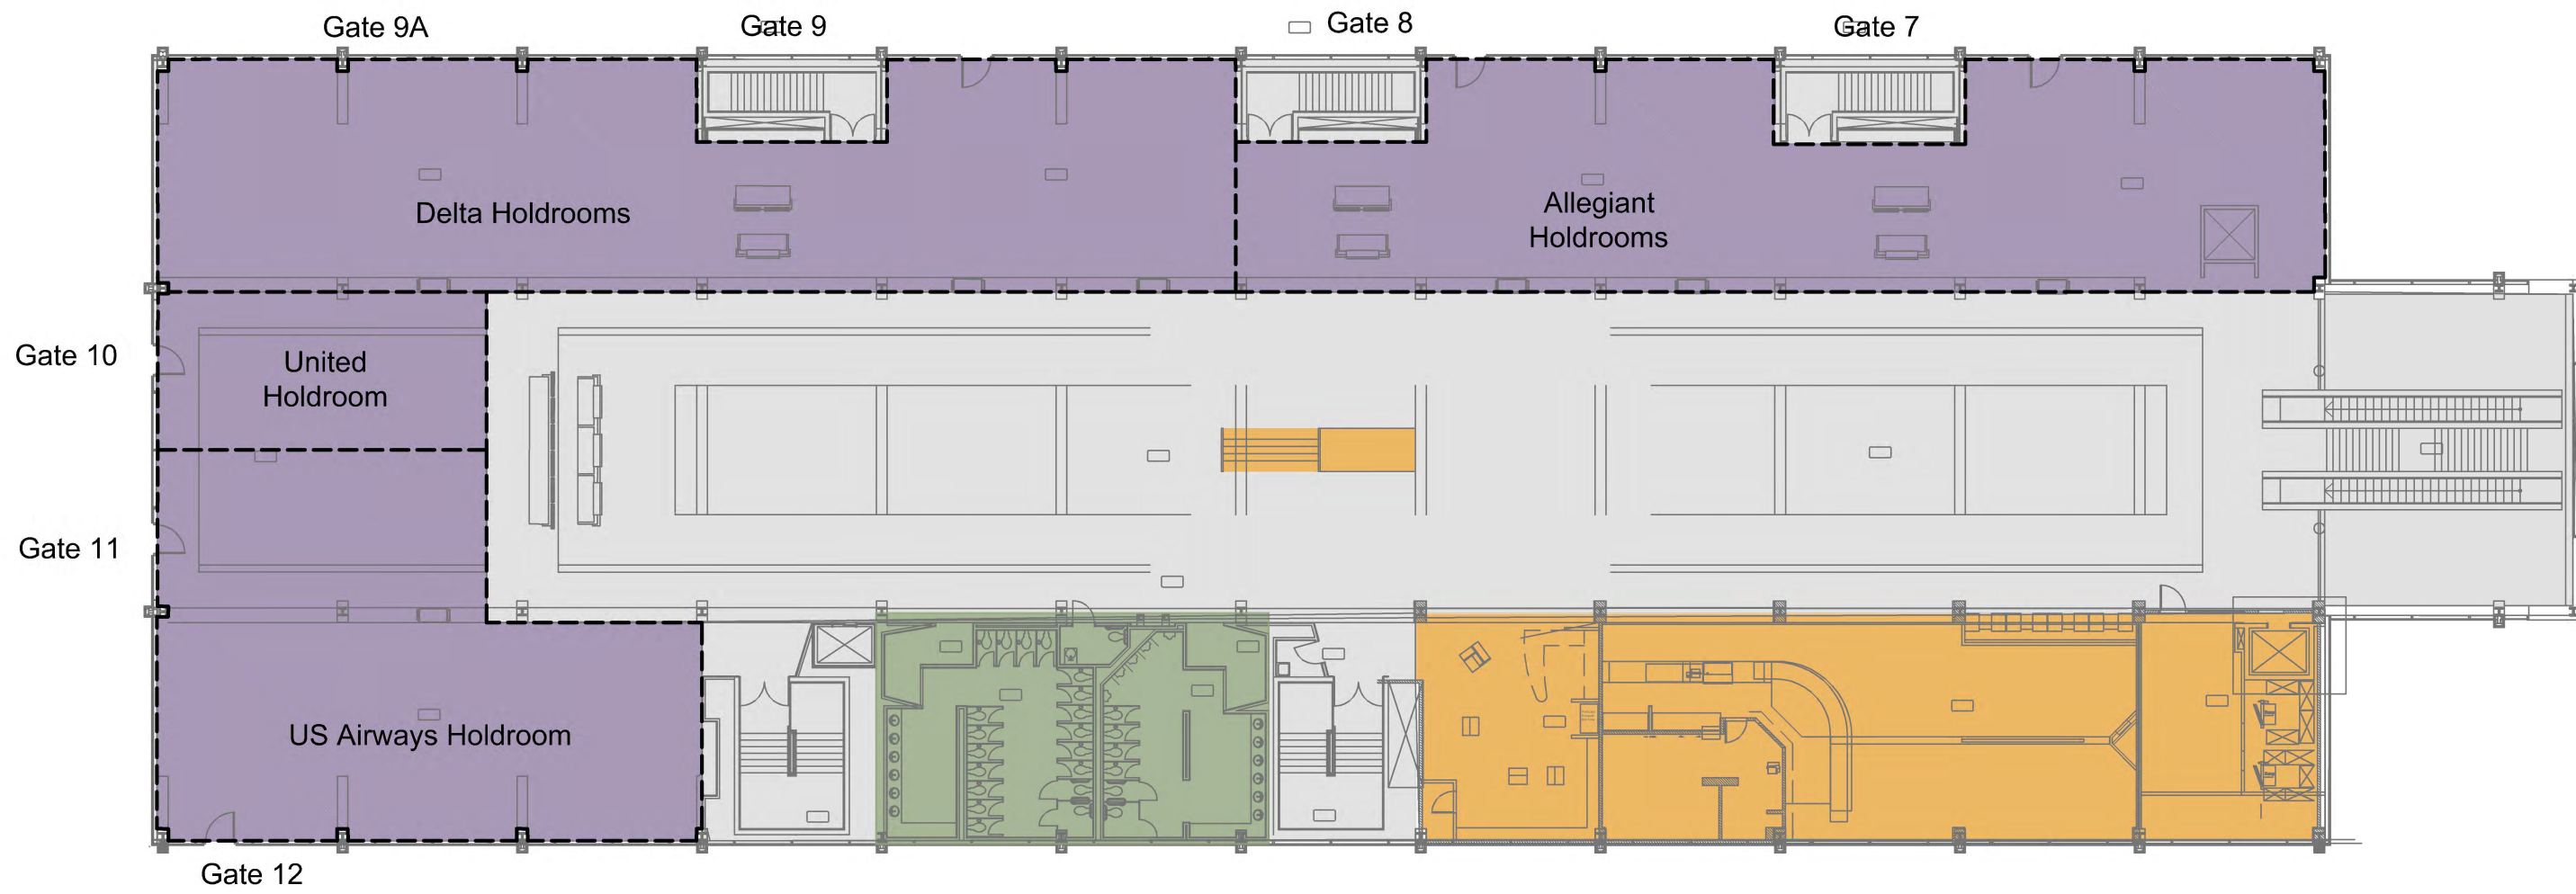 Gate 9A
Gate 9
Gate 8
Gate 7
Delta Holdrooms
Allegiant
Holdrooms
Gate 10
United
Holdroom
Gate 11
US Airways Holdroom
Gate 12